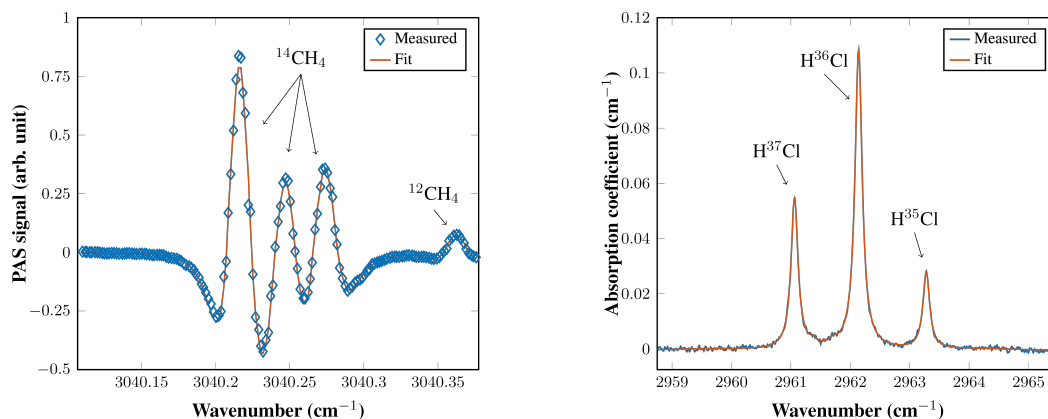 PAS signal (arb. unit)
1
0.75
0.5
0.25
0
−0.25
−0.5
3040.15
3040.2
3040.25
3040.3
3040.35
Wavenumber (cm⁻¹)
Measured
Fit
¹⁴CH₄
¹²CH₄
Absorption coefficient (cm⁻¹)
0.12
0.1
0.08
0.06
0.04
0.02
0
2959
2960
2961
2962
2963
2964
2965
Wavenumber (cm⁻¹)
Measured
Fit
H³⁶Cl
H³⁷Cl
H³⁵Cl